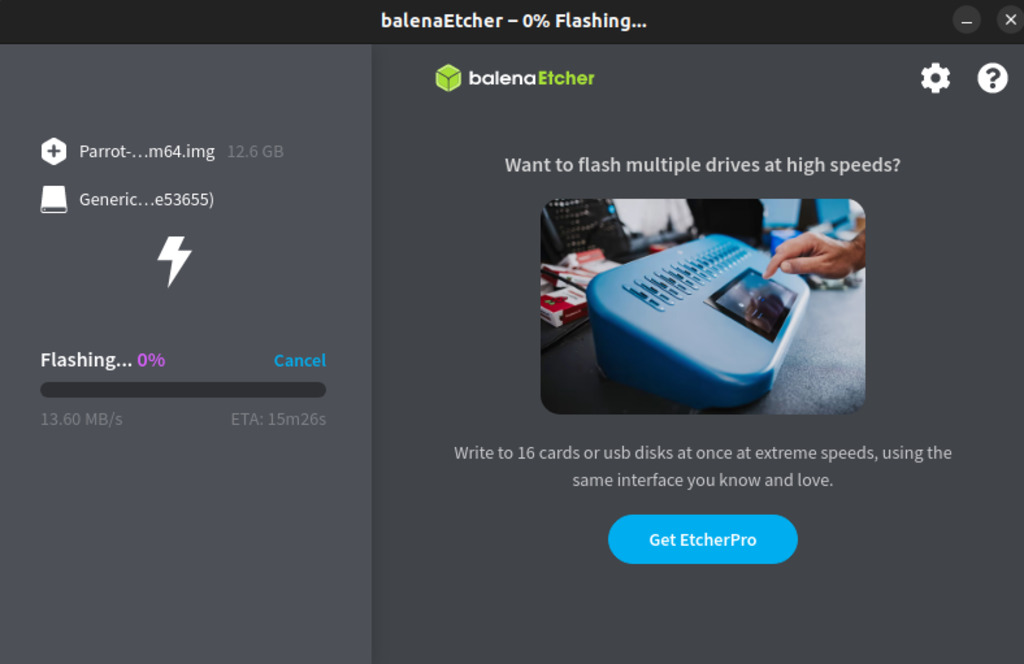 balenaEtcher – 0% Flashing...
balenaEtcher
Parrot-...m64.img 12.6 GB
Generic...e53655)
Flashing... 0% Cancel
13.60 MB/s ETA: 15m26s
Want to flash multiple drives at high speeds?
Write to 16 cards or usb disks at once at extreme speeds, using the
same interface you know and love.
Get EtcherPro